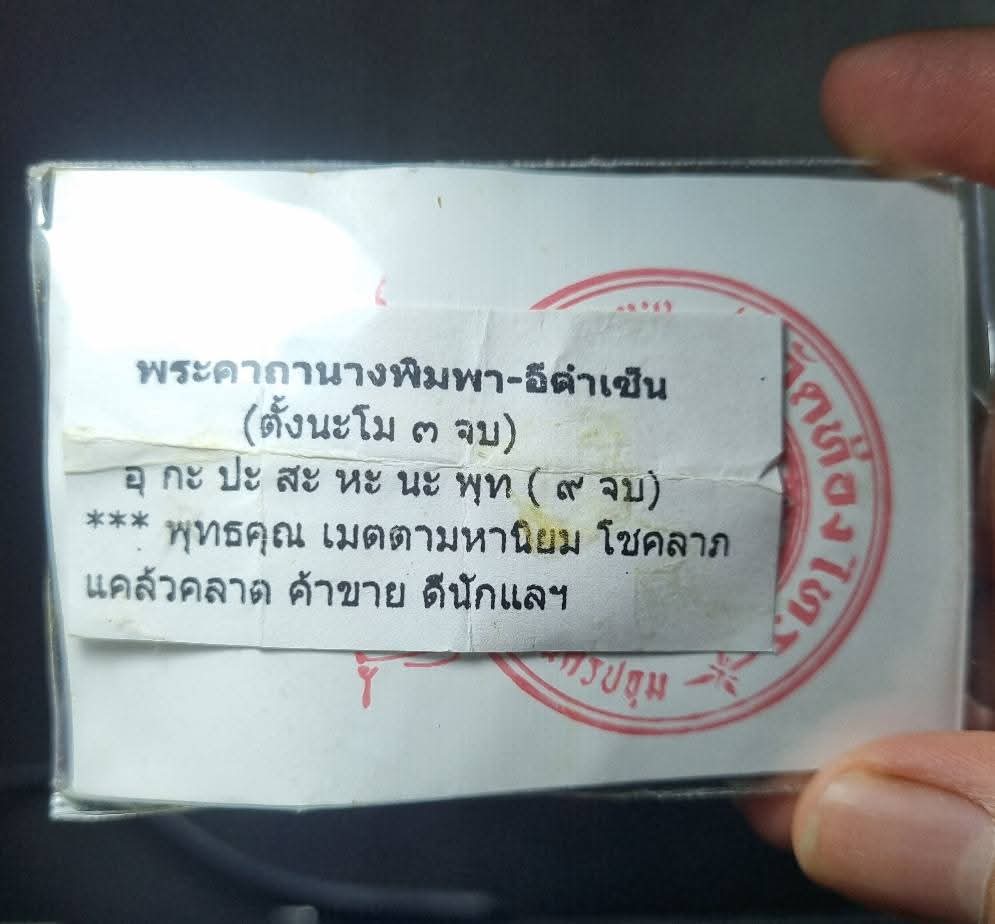 พระคาถานางพิมพา-อีต่ำเซ็น
(ตั้งนะโม ๓ จบ)
อุ กะ ปะ สะ หะ นะ พุท ( ๙ จบ)
*** พุทธคุณ เมตตามหานิยม โชคลาภ
แคล้วคลาด ค้าขาย ดีนักแลฯ